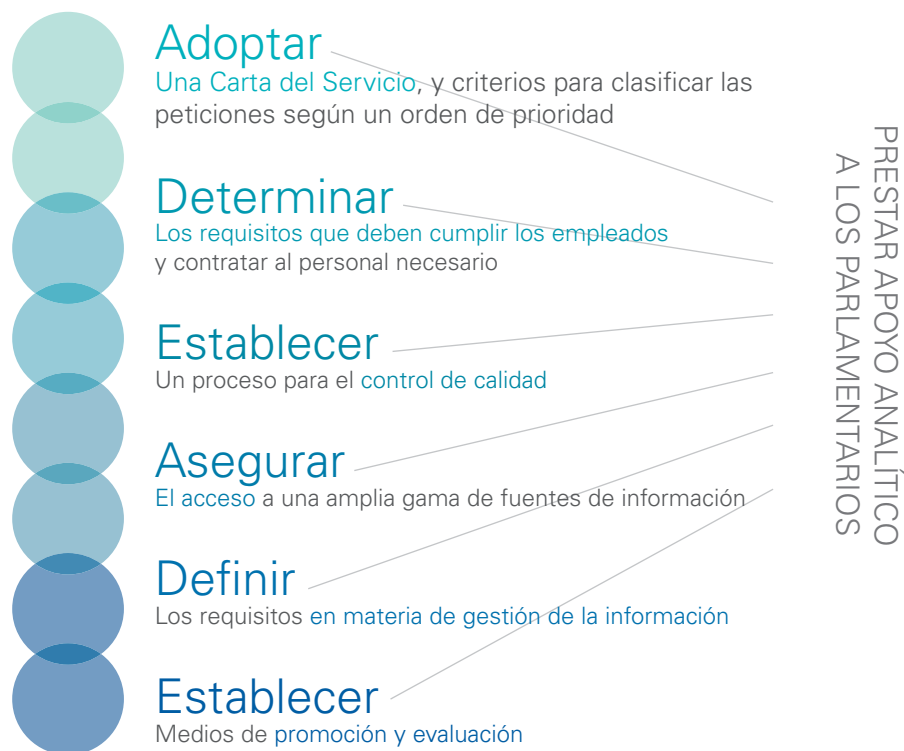 Adoptar
Una Carta del Servicio, y criterios para clasificar las
peticiones según un orden de prioridad
Determinar
Los requisitos que deben cumplir los empleados
y contratar al personal necesario
Establecer
Un proceso para el control de calidad
Asegurar
El acceso a una amplia gama de fuentes de información
Definir
Los requisitos en materia de gestión de la información
Establecer
Medios de promoción y evaluación
PRESTAR APOYO ANALÍTICO
A LOS PARLAMENTARIOS